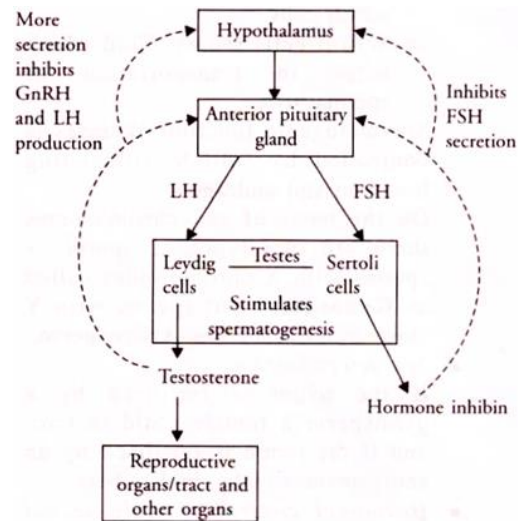 More
secretion
inhibits
GnRH
and LH
production
Hypothalamus
Inhibits
FSH
secretion
Anterior pituitary
gland
LH
FSH
Testes
Leydig
cells
Sertoli
cells
Stimulates
spermatogenesis
Testosterone
Hormone inhibin
Reproductive
organs/tract and
other organs